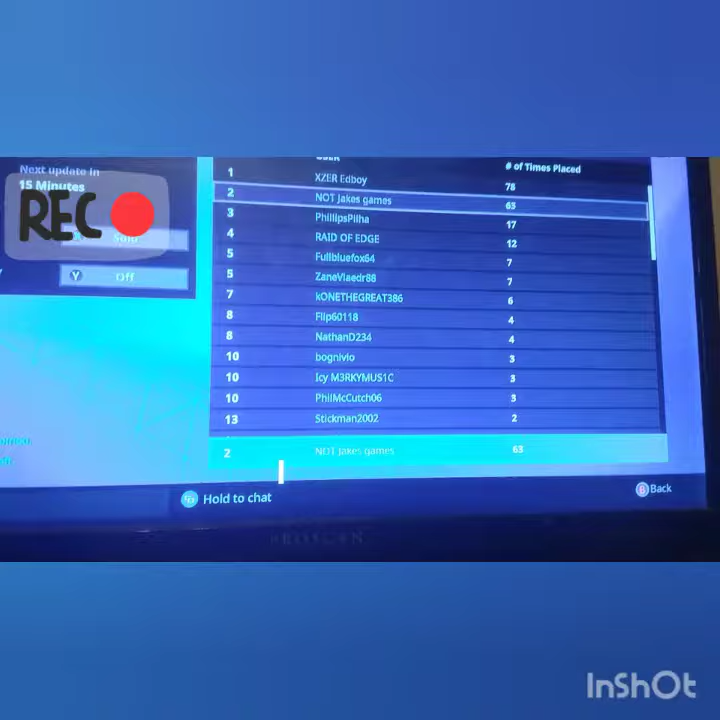 Next update in
15 Minutes
REC
Solo
Y Off
USER # of Times Placed
1 XZER Edboy 78
2 NOT Jakes games 63
3 PhillipsPilha 17
4 RAID OF EDGE 12
5 Fullbluefox64 7
5 ZaneVlaedr88 7
7 kONETHEGREAT386 6
8 Flip60118 4
8 NathanD234 4
10 bognivio 3
10 Icy M3RKYMUS1C 3
10 PhilMcCutch06 3
13 Stickman2002 2
2 NOT Jakes games 63
Hold to chat
B Back
PROSCAN
InShOt